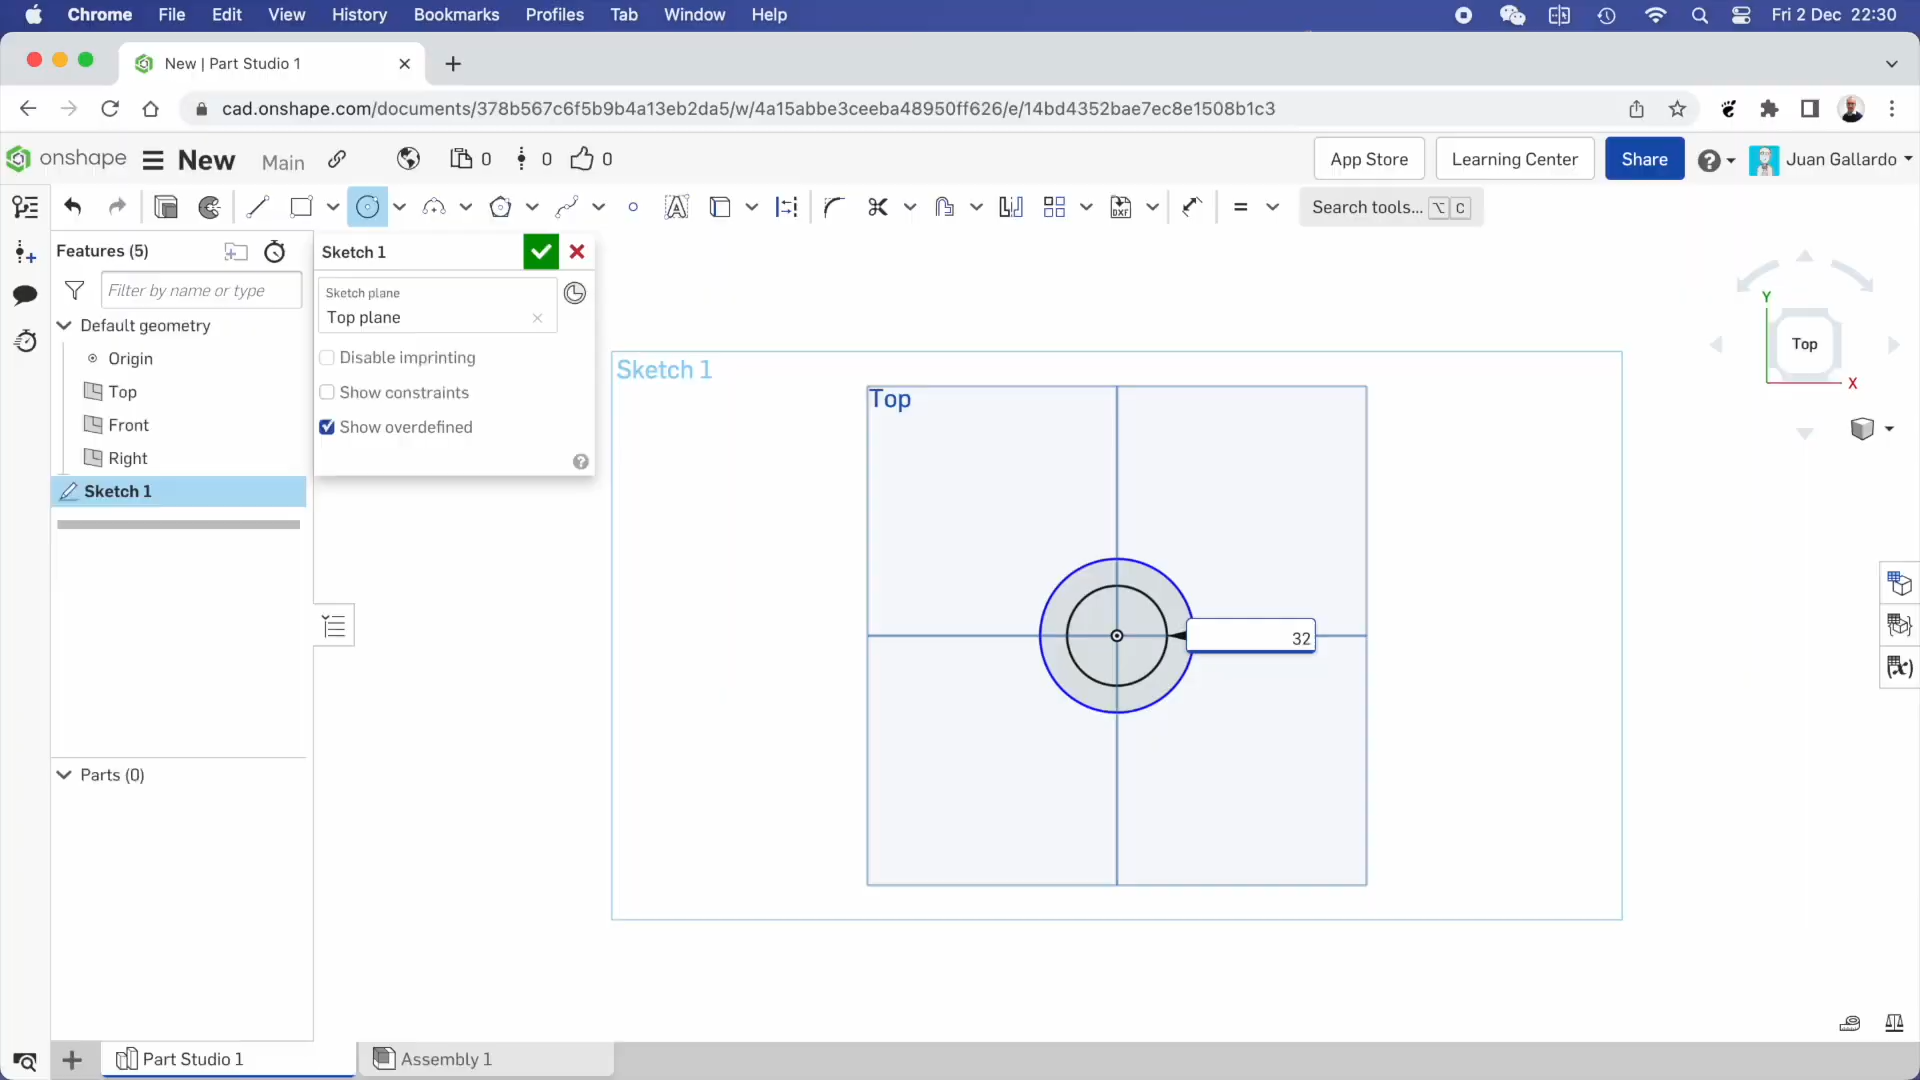 Chrome File Edit View History Bookmarks Profiles Tab Window Help Fri 2 Dec 22:30
New | Part Studio 1
cad.onshape.com/documents/378b567c6f5b9b4a13eb2da5/w/4a15abbe3ceeba48950ff626/e/14bd4352bae7ec8e1508b1c3
onshape New Main 0 0 0 App Store Learning Center Share Juan Gallardo
Search tools... ⌥ C
Features (5)
Filter by name or type
Default geometry
Origin
Top
Front
Right
Sketch 1
Parts (0)
Sketch 1
Sketch plane
Top plane
Disable imprinting
Show constraints
Show overdefined
Sketch 1
Top
32
Y
Top
X
Part Studio 1 Assembly 1